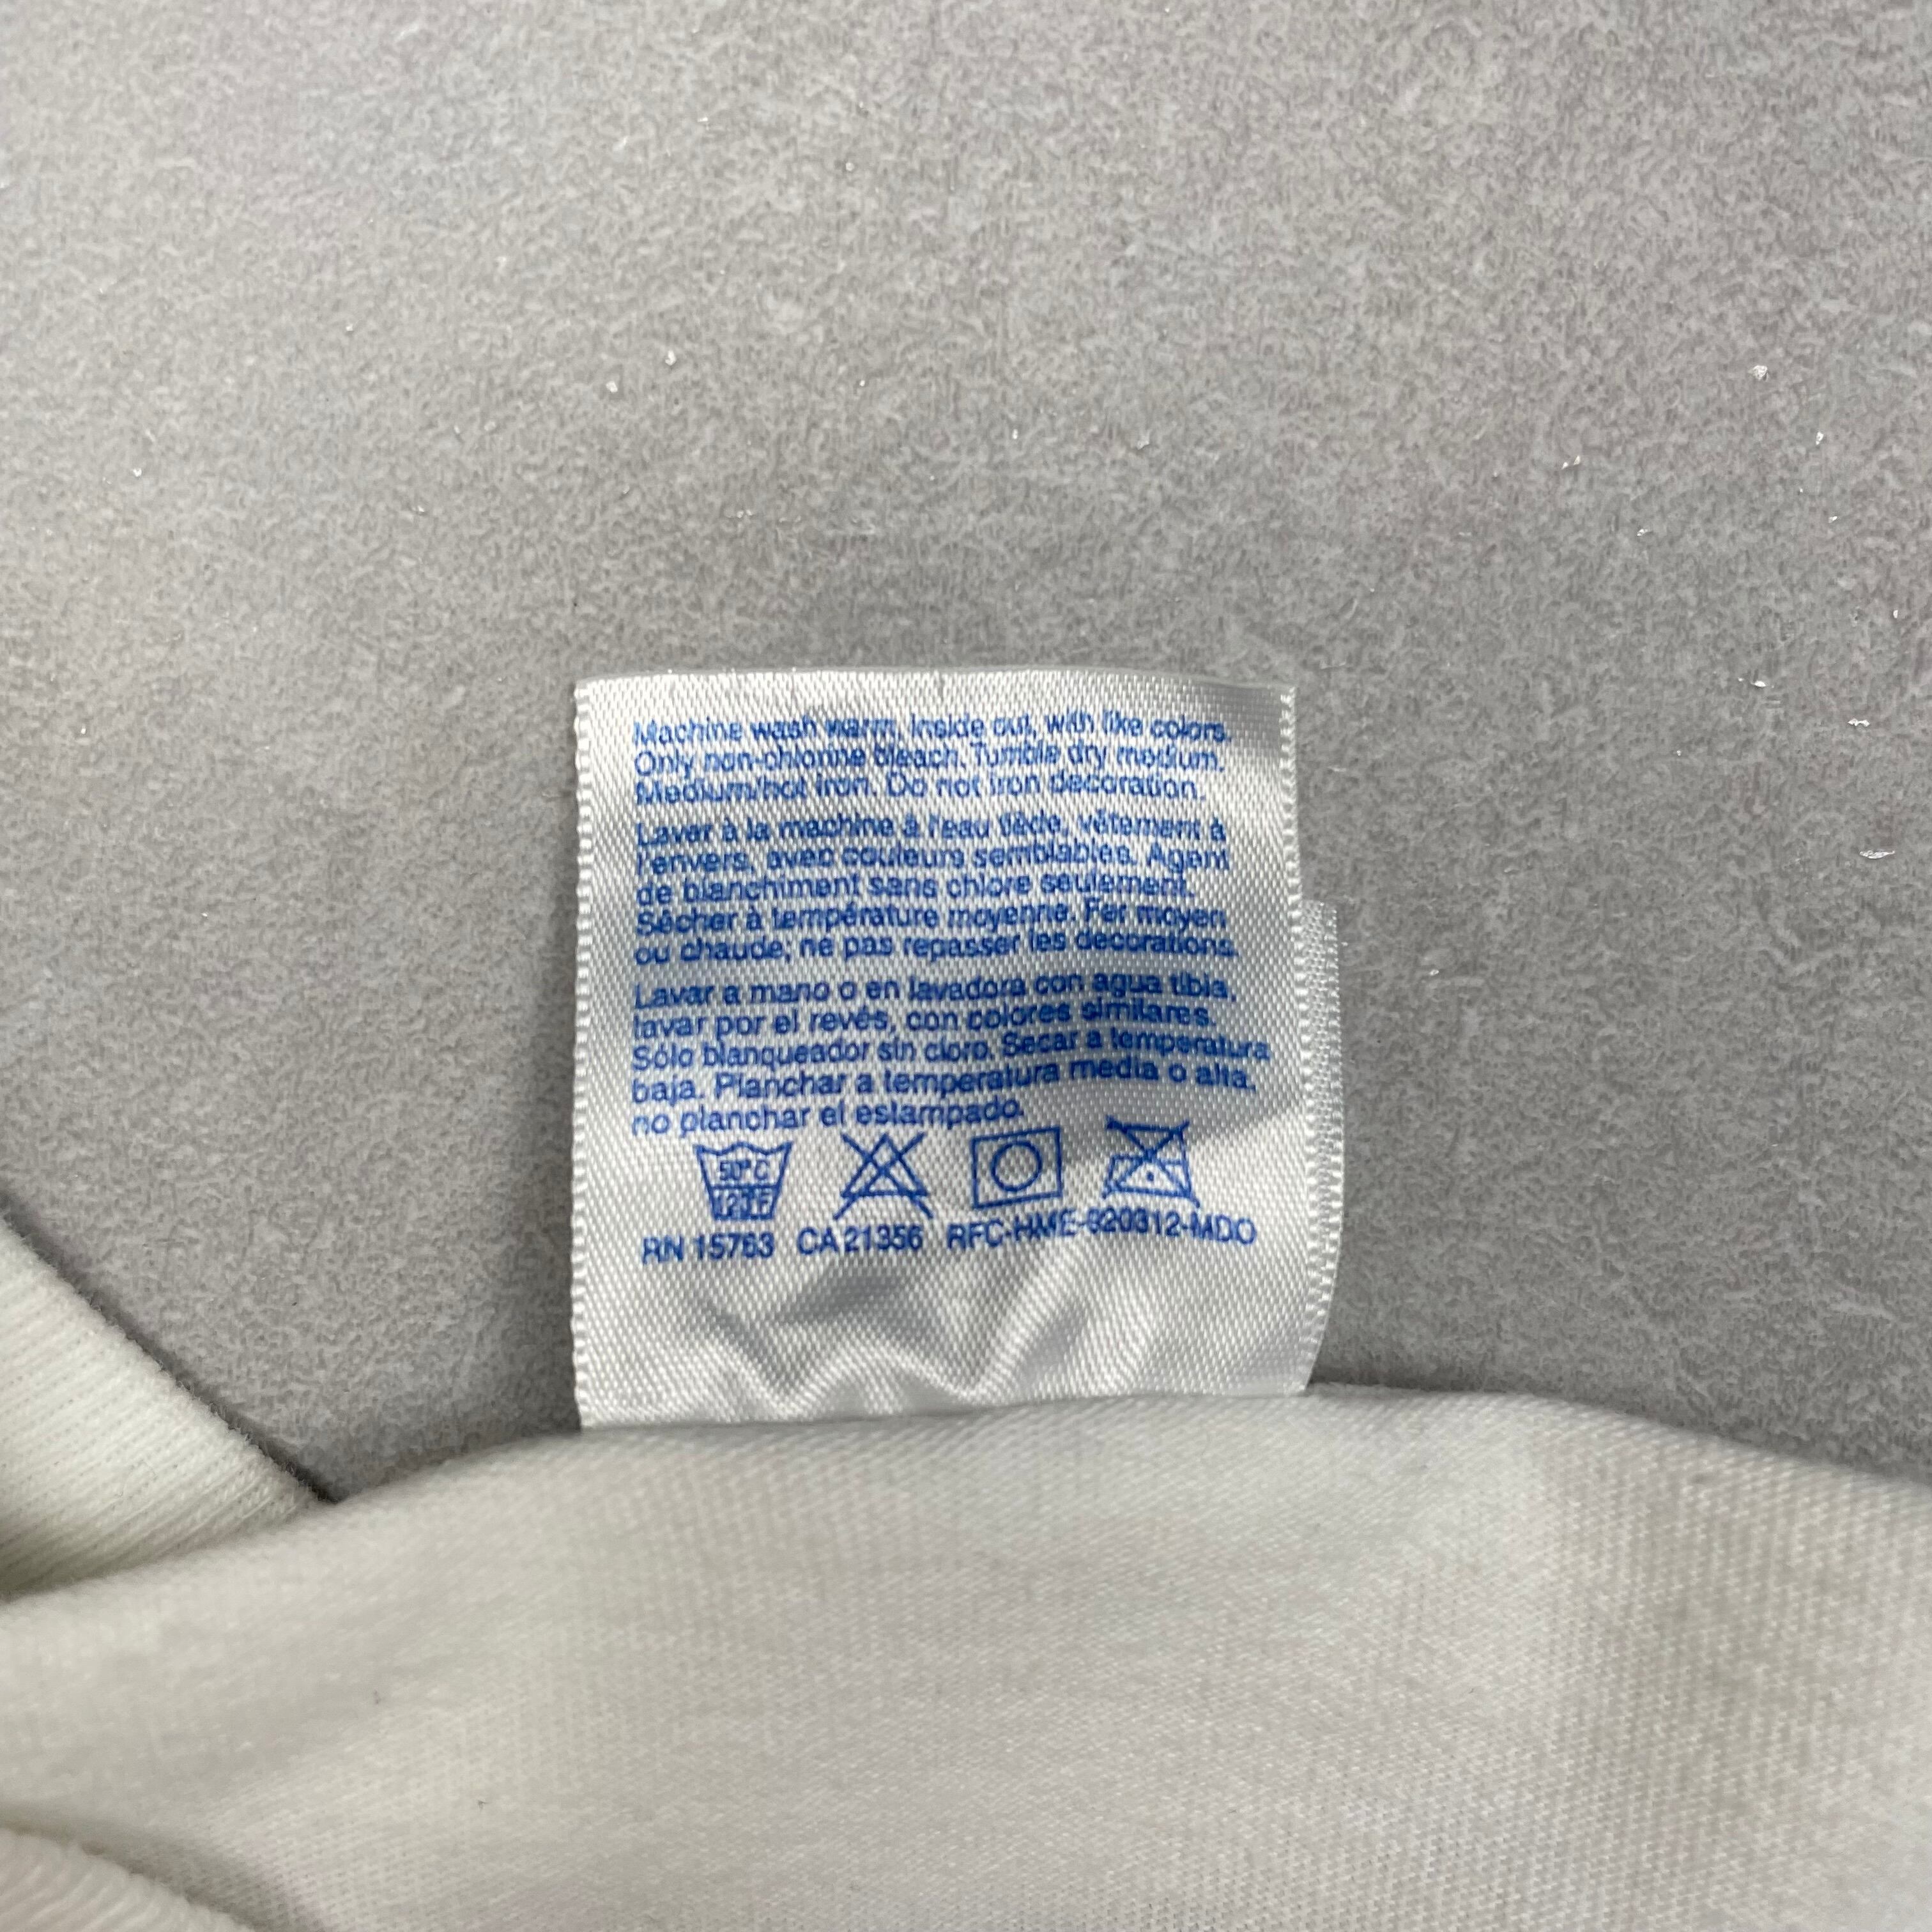 Machine wash warm, inside out, with like colors.
Only non-chlorine bleach. Tumble dry medium.
Medium/hot iron. Do not iron decoration.
Laver à la machine à l'eau tiède, vêtement à
l'envers, avec couleurs semblables. Agent
de blanchiment sans chlore seulement.
Sécher à température moyenne. Fer moyen
ou chaude, ne pas repasser les decorations.
Lavar a mano o en lavadora con agua tibia,
lavar por el revés, con colores similares.
Sólo blanqueador sin cloro. Secar a temperatura
baja. Planchar a temperatura media o alta,
no planchar el estampado.
50°C
120°F
RN 15763 CA 21356 RFC-HME-020312-MDO